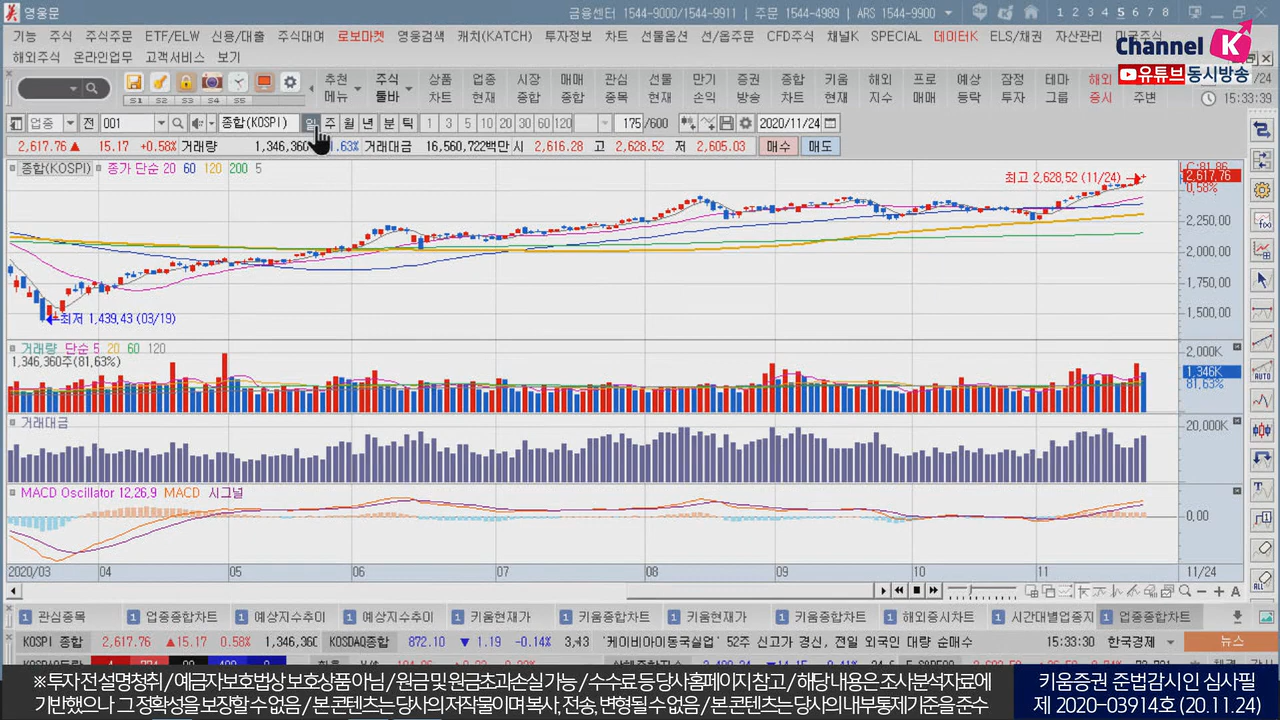 영웅문 금융센터 1544-9000/1544-9911 | 주문 1544-4989 | ARS 1544-9900 1 2 3 4 5 6 7 8
기능 주식 주식주문 ETF/ELW 신용/대출 주식대여 로보마켓 영웅검색 캐치(KATCH) 투자정보 차트 선물옵션 선/옵주문 CFD주식 채널K SPECIAL 데이터K ELS/채권 자산관리
해외주식 온라인업무 고객서비스 보기
Channel K
유튜브동시방송
S1 S2 S3 S4 S5
추천 주식 상품 업종 시장 매매 관심 선물 만기 증권 종합 키움 해외 프로 예상 잠정 테마 해외
메뉴 툴바 차트 현재 종합 종합 종목 현재 손익 방송 차트 현재 지수 매매 등락 투자 그룹 증시 주변
15:33:39
업종 전 001 종합(KOSPI) 일 주 월 년 분 틱 1 3 5 10 20 30 60 120 175 /600 2020/11/24
2,617.76 ▲ 15.17 +0.58% 거래량 1,346,360 거래대금 16,560,722백만 시 2,616.28 고 2,628.52 저 2,605.03 매수 매도
종합(KOSPI) 종가 단순 20 60 120 200 5
LC:81.86
최고 2,628.52 (11/24)
2,617.76
0.58%
2,250.00
2,000.00
1,750.00
1,500.00
최저 1,439.43 (03/19)
거래량 단순 5 20 60 120
1,346,360주(81.63%)
2,000K
1,346K
81.63%
거래대금
20,000K
MACD Oscillator 12,26,9 MACD 시그널
0.00
2020/03 04 05 06 07 08 09 10 11 11/24
1 관심종목 1 업종종합차트 1 예상지수추이 1 예상지수추이 1 키움현재가 1 키움종합차트 1 키움현재가 1 키움종합차트 1 해외증시차트 1 시간대별업종지 1 업종종합차트
KOSPI 종합 2,617.76 ▲15.17 0.58% 1,346,360 KOSDAQ종합 872.10 ▼ 1.19 -0.14% 3,43 케이비아이동국실업' 52주 신고가 경신, 전일 외국인 대량 순매수 15:33:30 한국경제 뉴스
※ 투자 전 설명청취 / 예금자보호법상 보호상품 아님 / 원금 및 원금초과손실 가능 / 수수료 등 당사홈페이지 참고 / 해당 내용은 조사분석자료에
기반했으나 그 정확성을 보장할 수 없음 / 본 콘텐츠는 당사의 저작물이며 복사, 전송, 변형될 수 없음 / 본 콘텐츠는 당사의 내부통제기준을 준수
키움증권 준법감시인 심사필
제 2020-03914호 (20.11.24)